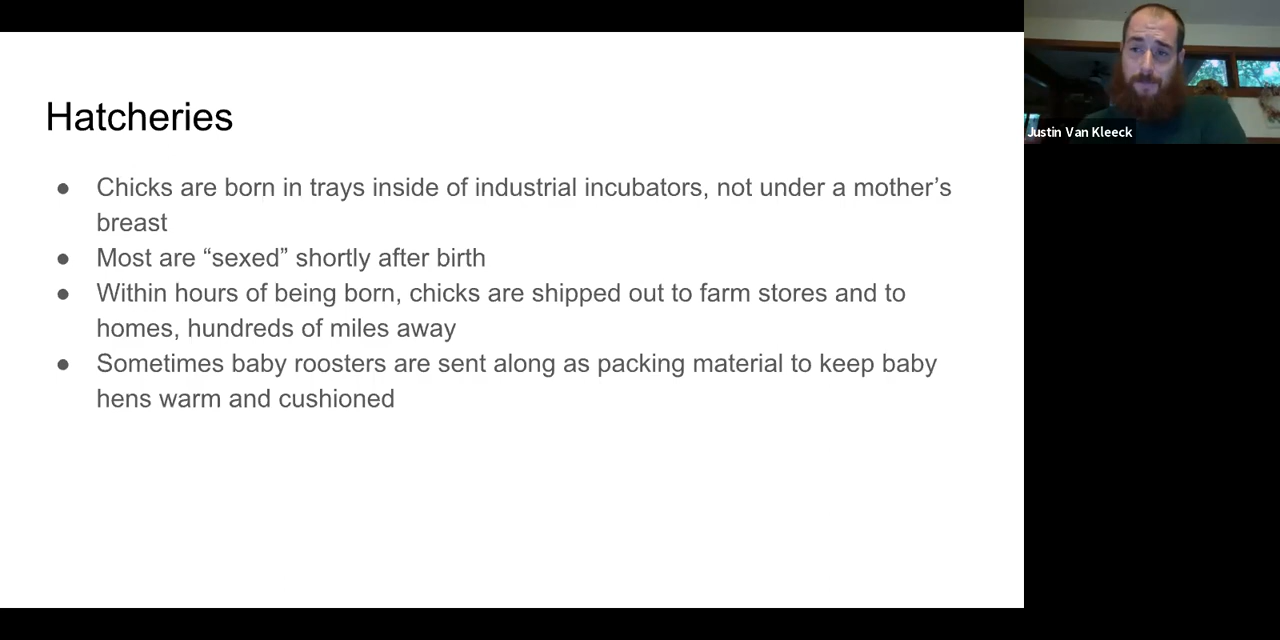 Hatcheries
● Chicks are born in trays inside of industrial incubators, not under a mother’s
breast
● Most are “sexed” shortly after birth
● Within hours of being born, chicks are shipped out to farm stores and to
homes, hundreds of miles away
● Sometimes baby roosters are sent along as packing material to keep baby
hens warm and cushioned
Justin Van Kleeck